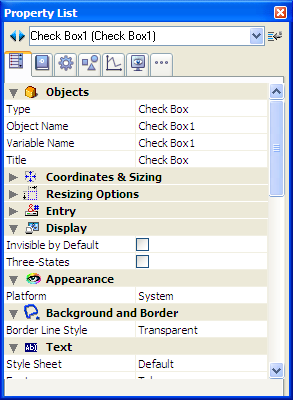 Property List
Check Box1 (Check Box1)
Objects
Type Check Box
Object Name Check Box1
Variable Name Check Box1
Title Check Box
Coordinates & Sizing
Resizing Options
Entry
Display
Invisible by Default
Three-States
Appearance
Platform System
Background and Border
Border Line Style Transparent
Text
Style Sheet Default